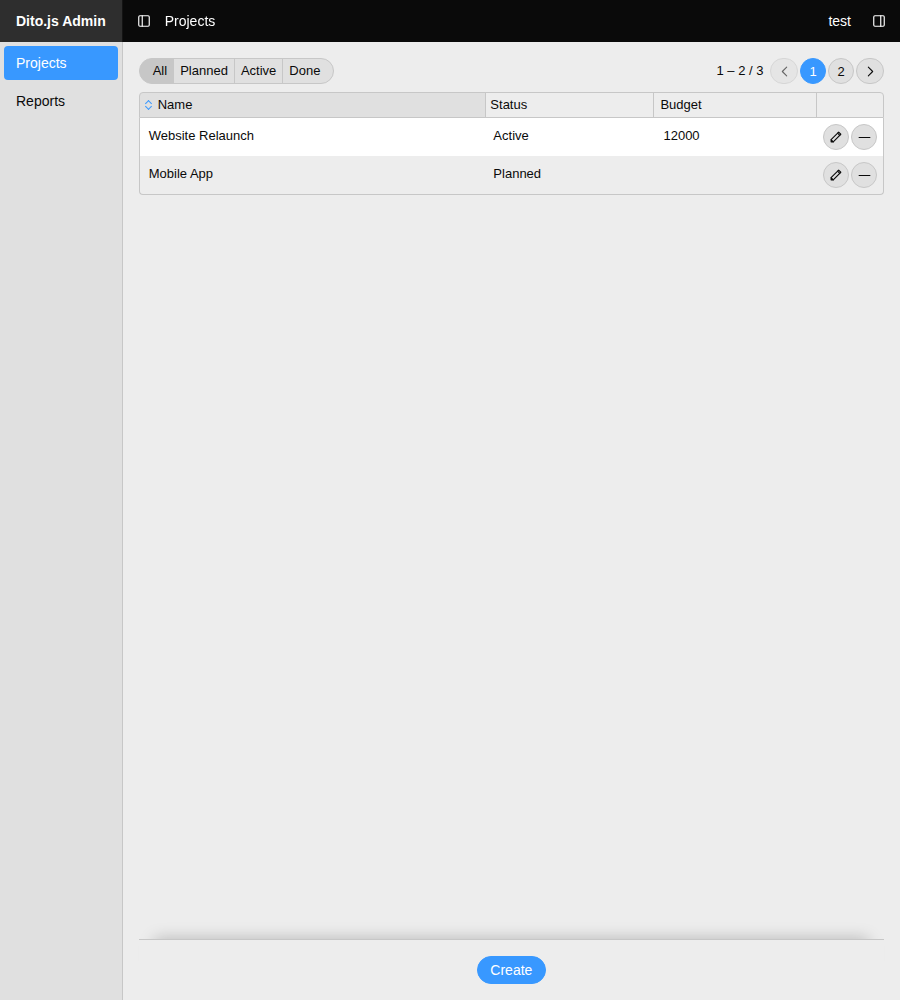 Dito.js Admin
Projects
test
Projects
Reports
All Planned Active Done
1 – 2 / 3
1 2
Name Status Budget
Website Relaunch Active 12000
Mobile App Planned
Create